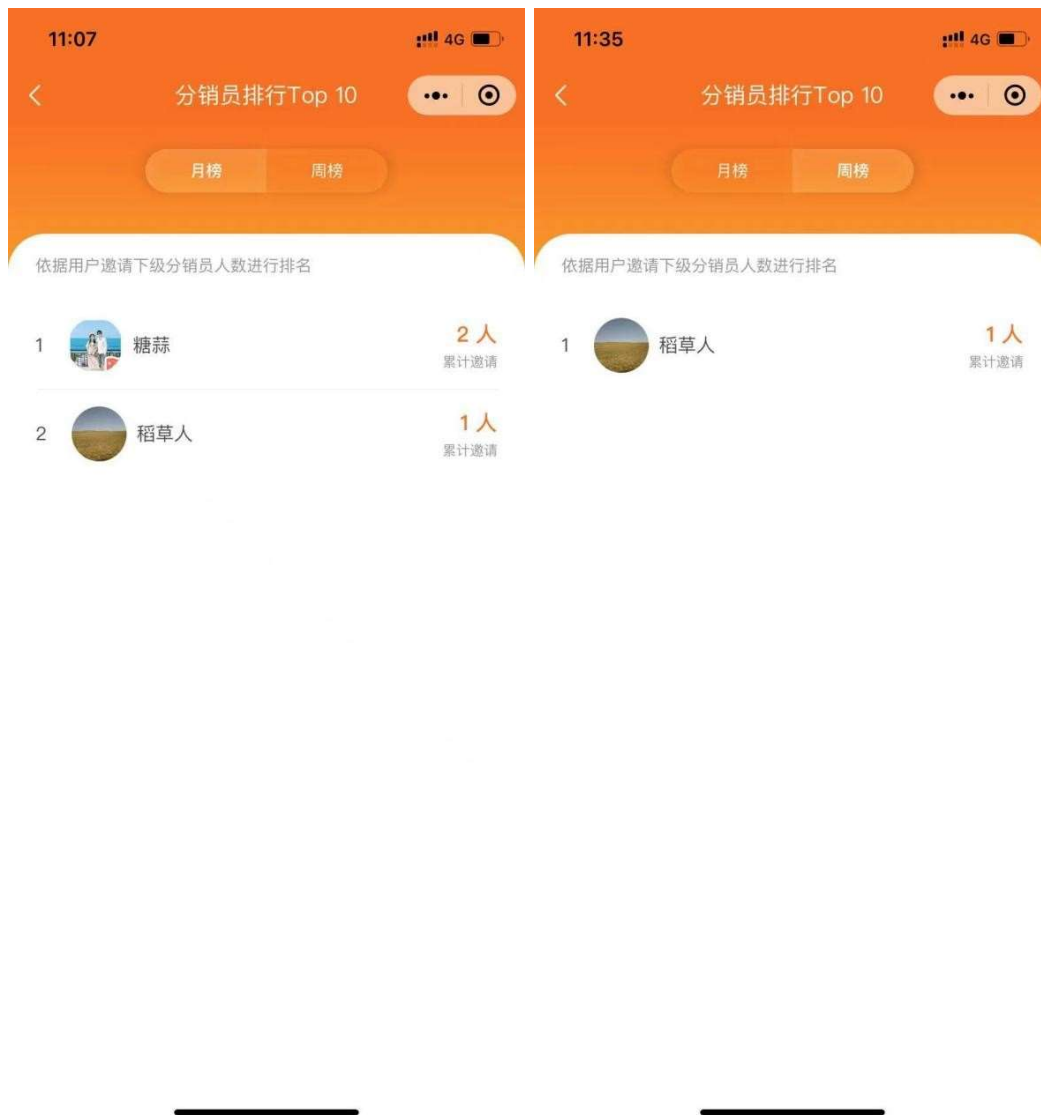 11:07
4G
分销员排行Top 10
月榜 周榜
依据用户邀请下级分销员人数进行排名
1 糖蒜 2 人
累计邀请
2 稻草人 1 人
累计邀请
11:35
4G
分销员排行Top 10
月榜 周榜
依据用户邀请下级分销员人数进行排名
1 稻草人 1 人
累计邀请